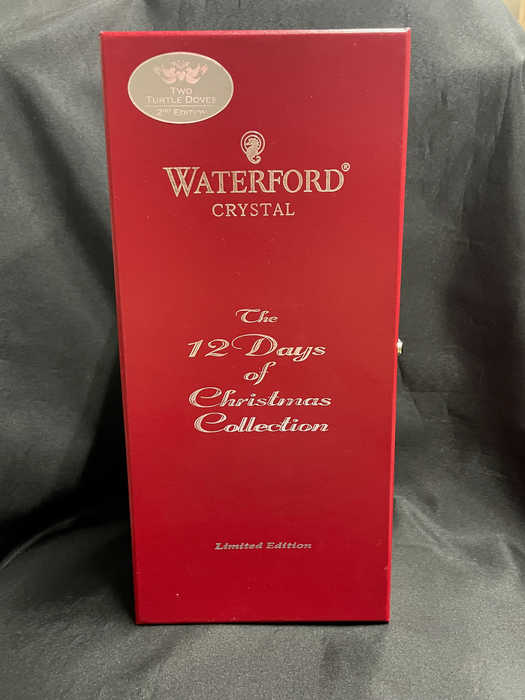 TWO
TURTLE DOVES
2ND EDITION
WATERFORD®
CRYSTAL
The
12 Days
of
Christmas
Collection
Limited Edition